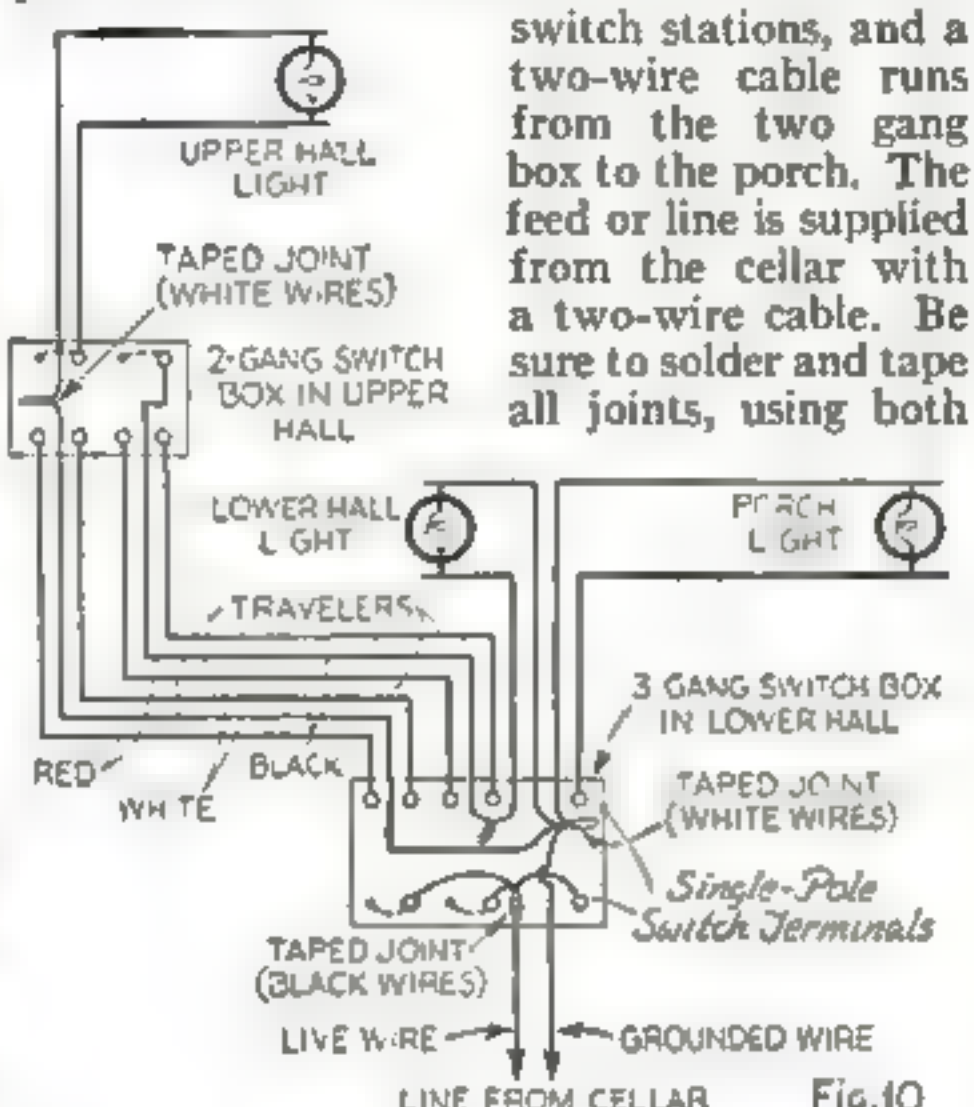 switch stations, and a
two-wire cable runs
from the two gang
box to the porch. The
feed or line is supplied
from the cellar with
a two-wire cable. Be
sure to solder and tape
all joints, using both
UPPER HALL
LIGHT
TAPED JOINT
(WHITE WIRES)
2-GANG SWITCH
BOX IN UPPER
HALL
LOWER HALL
LIGHT
PORCH
LIGHT
TRAVELERS
3 GANG SWITCH BOX
IN LOWER HALL
RED
WHITE
BLACK
TAPED JOINT
(WHITE WIRES)
Single-Pole
Switch Terminals
TAPED JOINT
(BLACK WIRES)
LIVE WIRE
GROUNDED WIRE
LINE FROM CELLAR
Fig.10